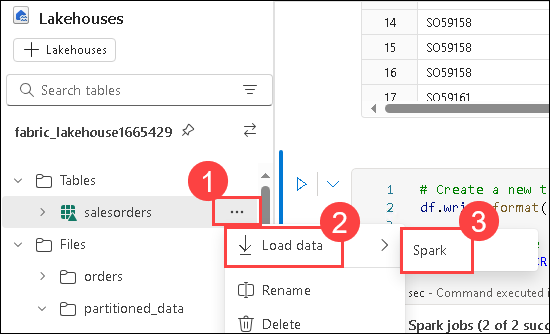 Lakehouses
+ Lakehouses
Search tables
fabric_lakehouse1665429
Tables
1
salesorders
...
Files
orders
partitioned_data
2
Load data
3
Spark
Rename
Delete
14 SO59158
15 SO59158
16 SO59158
17 SO59161
1 # Create a new t
2 df.wri format(
3
sec - Command executed i
Spark jobs (2 of 2 succ